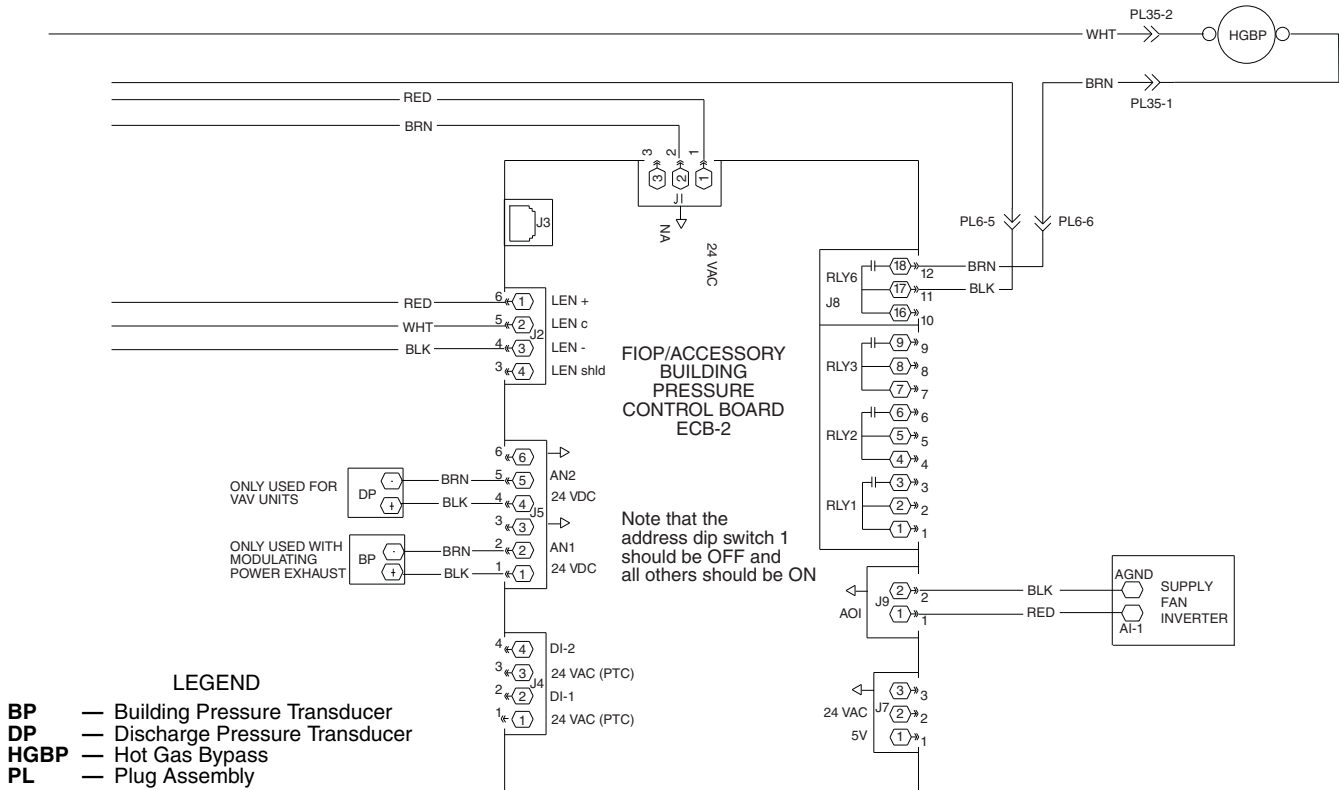 PL35-2
WHT
HGBP
BRN
PL35-1
RED
BRN
3 2 1
3 2 1
J1
NA
24 VAC
PL6-5
PL6-6
J3
RED 6 1 LEN +
WHT 5 2 LEN c
J2
BLK 4 3 LEN -
3 4 LEN shld
FIOP/ACCESSORY
BUILDING
PRESSURE
CONTROL BOARD
ECB-2
RLY6
J8
18 12 BRN
17 11 BLK
16 10
RLY3
9 9
8 8
7 7
RLY2
6 6
5 5
4 4
RLY1
3 3
2 2
1 1
ONLY USED FOR
VAV UNITS
DP
- BRN 5 5 AN2
+ BLK 4 4 24 VDC
6 6
J5
3 3
ONLY USED WITH
MODULATING
POWER EXHAUST
BP
- BRN 2 2 AN1
+ BLK 1 1 24 VDC
Note that the
address dip switch 1
should be OFF and
all others should be ON
AOI
J9
2 2 BLK AGND
1 1 RED AI-1
SUPPLY
FAN
INVERTER
4 4 DI-2
3 3 24 VAC (PTC)
J4
2 2 DI-1
1 1 24 VAC (PTC)
J7
3 3
24 VAC 2 2
5V 1 1
LEGEND
BP — Building Pressure Transducer
DP — Discharge Pressure Transducer
HGBP — Hot Gas Bypass
PL — Plug Assembly